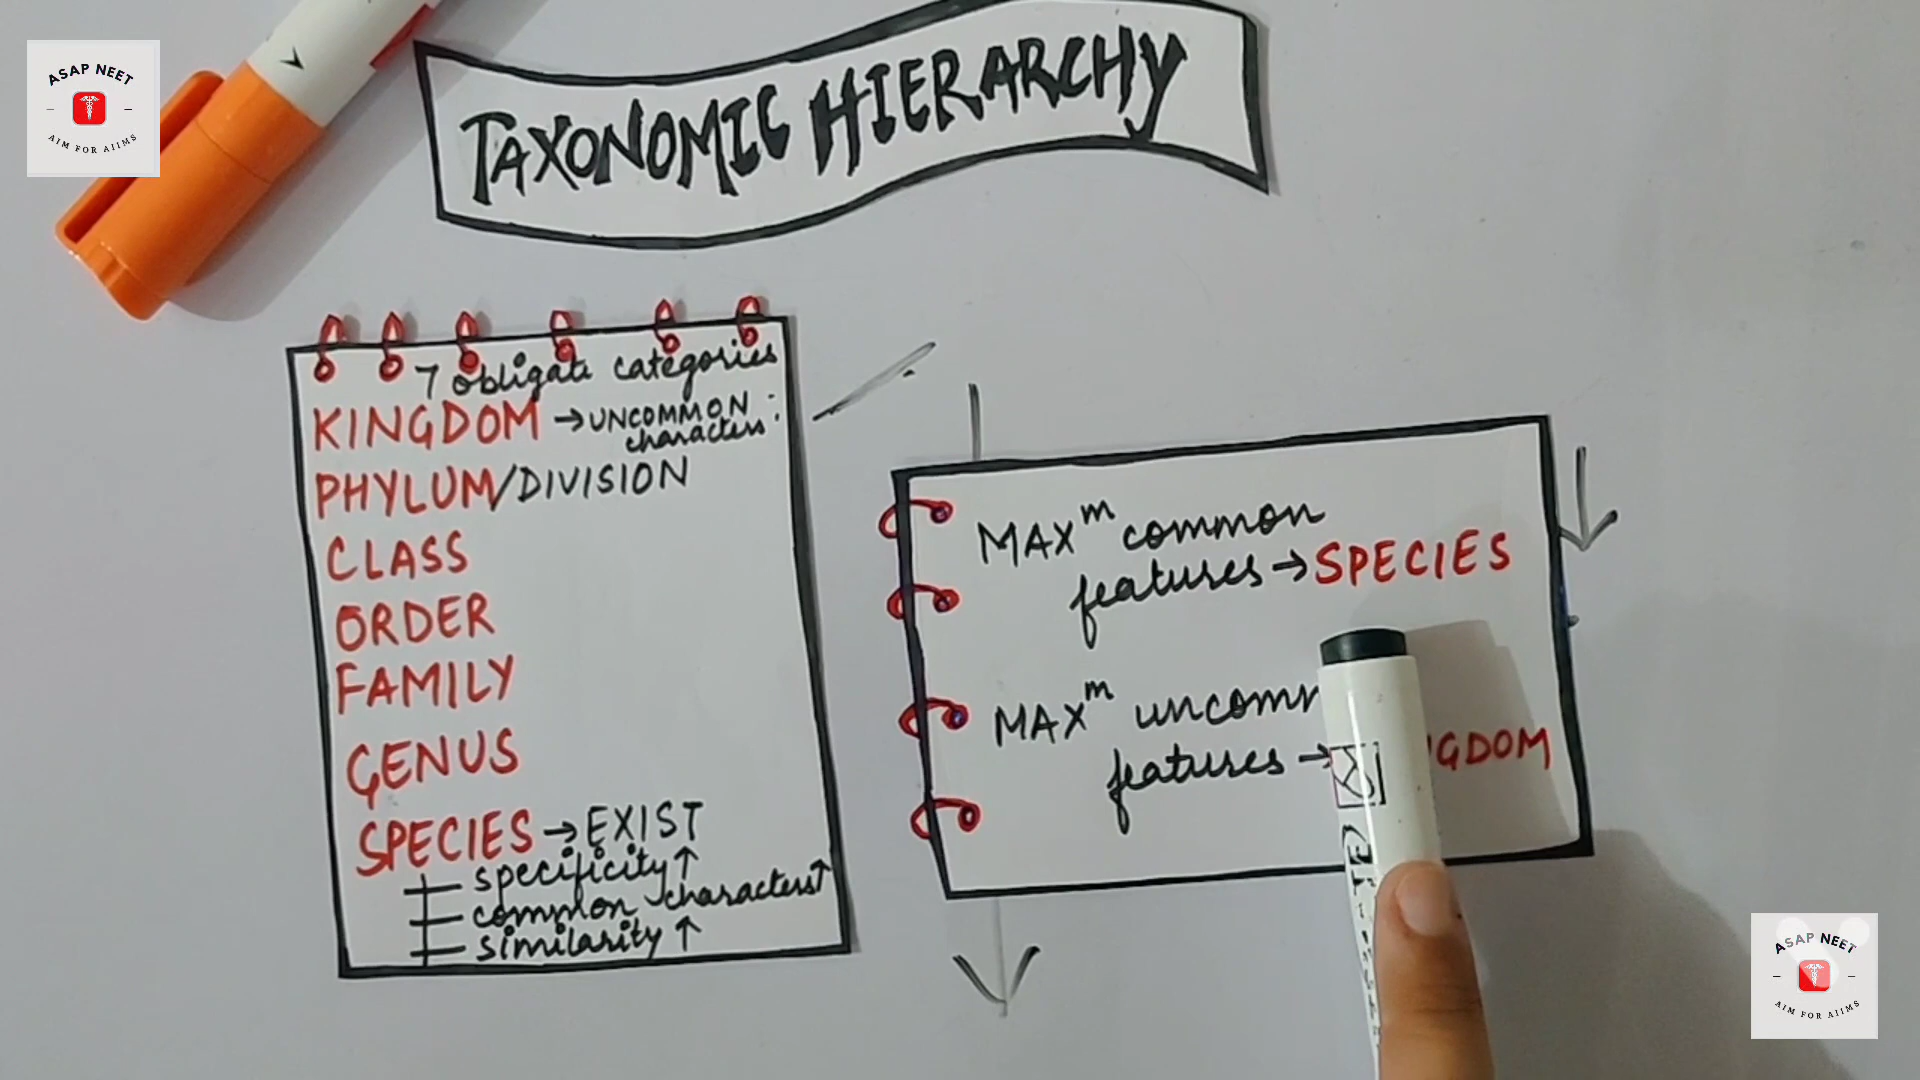 ASAP NEET
AIM FOR AIIMS
TAXONOMIC HIERARCHY
7 obligate categories
KINGDOM → UNCOMMON
characters
PHYLUM/DIVISION
CLASS
ORDER
FAMILY
GENUS
SPECIES → EXIST
specificity ↑
common characters ↑
similarity ↑
MAXᵐ common
features → SPECIES
MAXᵐ
features →
ASAP NEET
AIM FOR AIIMS